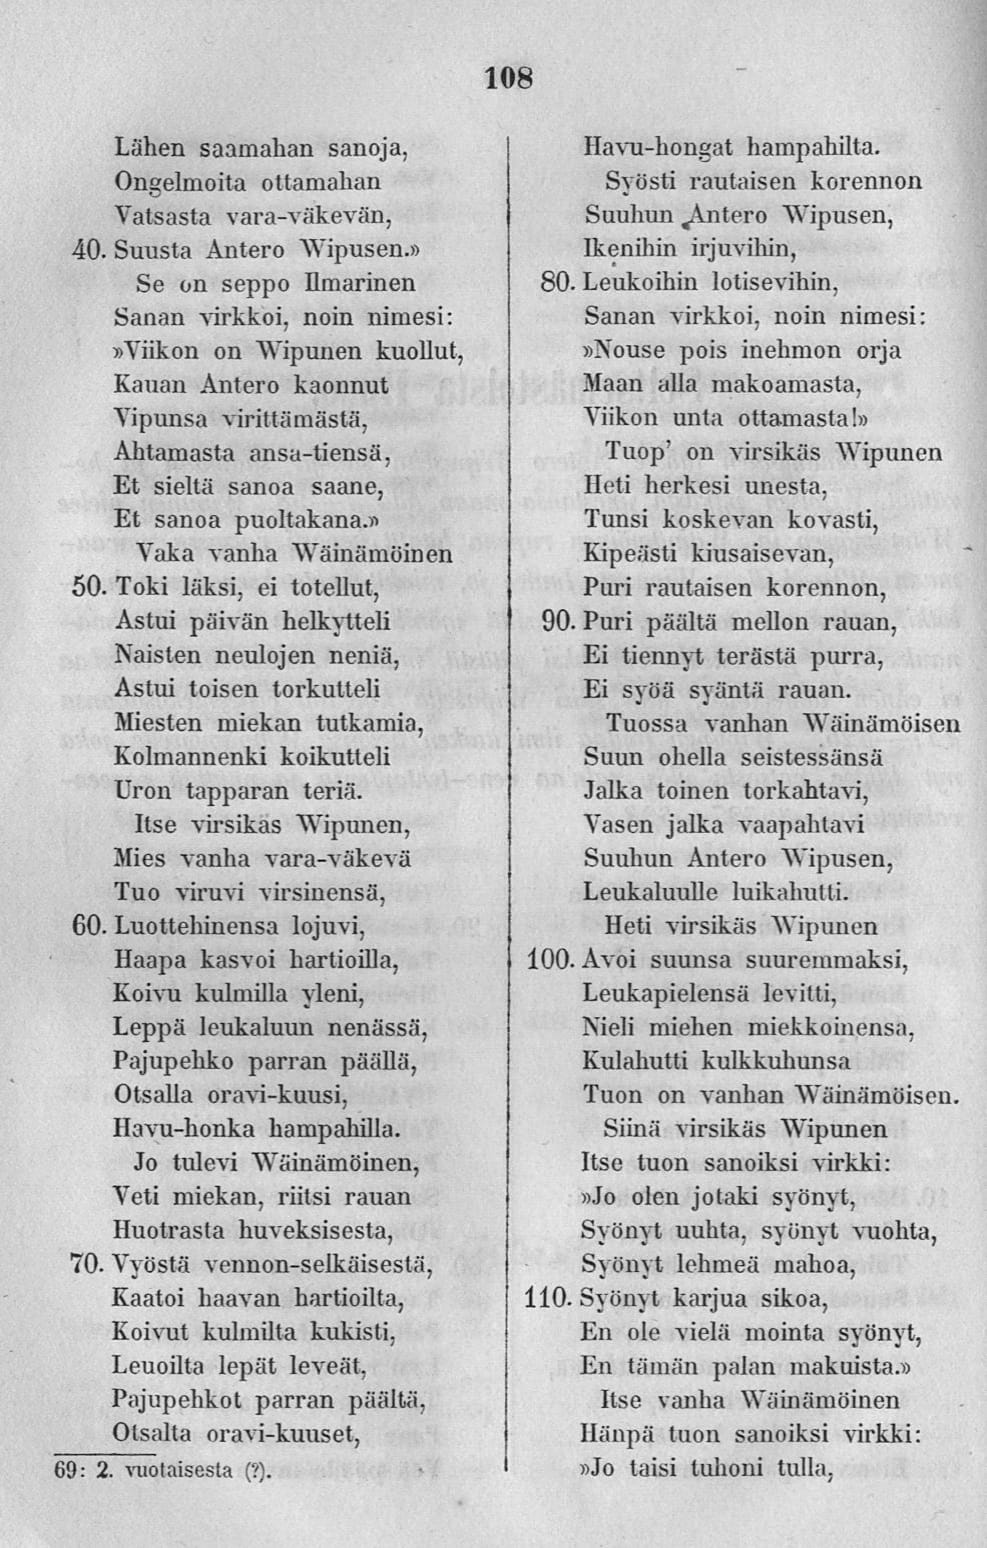 108
Lähen saamahan sanoja,
Ongelmoita ottamahan
Vatsasta vara-väkevän,
40. Suusta Antero Wipusen.»
Se on seppo Ilmarinen
Sanan virkkoi, noin nimesi:
»Viikon on Wipunen kuollut,
Kauan Antero kaonnut
Vipunsa virittämästä,
Ahtamasta ansa-tiensä,
Et sieltä sanoa saane,
Et sanoa puoltakana.»
Vaka vanha Wäinämöinen
50. Toki läksi, ei totellut,
Astui päivän helkytteli
Naisten neulojen neniä,
Astui toisen torkutteli
Miesten miekan tutkamia,
Kolmannenki koikutteli
Uron tapparan teriä.
Itse virsikäs Wipunen,
Mies vanha vara-väkevä
Tuo viruvi virsinensä,
60. Luottehinensa lojuvi,
Haapa kasvoi hartioilla,
Koivu kulmilla yleni,
Leppä leukaluun nenässä,
Pajupehko parran päällä,
Otsalla oravi-kuusi,
Havu-honka hampahilla.
Jo tulevi Wäinämöinen,
Veti miekan, riitsi rauan
Huotrasta huveksisesta,
70. Vyöstä vennon-selkäisestä,
Kaatoi haavan hartioilta,
Koivut kulmilta kukisti,
Leuoilta lepät leveät,
Pajupehkot parran päältä,
Otsalta oravi-kuuset,
69: 2. vuotaisesta (?).
Havu-hongat hampahilta.
Syösti rautaisen korennon
Suuhun Antero Wipusen,
Ikenihin irjuvihin,
80. Leukoihin lotisevihin,
Sanan virkkoi, noin nimesi:
»Nouse pois inehmon orja
Maan alla makoamasta,
Viikon unta ottamasta!»
Tuop' on virsikäs Wipunen
Heti herkesi unesta,
Tunsi koskevan kovasti,
Kipeästi kiusaisevan,
Puri rautaisen korennon,
90. Puri päältä mellon rauan,
Ei tiennyt terästä purra,
Ei syöä syäntä rauan.
Tuossa vanhan Wäinämöisen
Suun ohella seistessänsä
Jalka toinen torkahtavi,
Vasen jalka vaapahtavi
Suuhun Antero Wipusen,
Leukaluulle luikahutti.
Heti virsikäs Wipunen
100. Avoi suunsa suuremmaksi,
Leukapielensä levitti,
Nieli miehen miekkoinensa,
Kulahutti kulkkuhunsa
Tuon on vanhan Wäinämöisen.
Siinä virsikäs Wipunen
Itse tuon sanoiksi virkki:
»Jo olen jotaki syönyt,
Syönyt uuhta, syönyt vuohta,
Syönyt lehmeä mahoa,
110. Syönyt karjua sikoa,
En ole vielä mointa syönyt,
En tämän palan makuista.»
Itse vanha Wäinämöinen
Hänpä tuon sanoiksi virkki:
»Jo taisi tuhoni tulla,